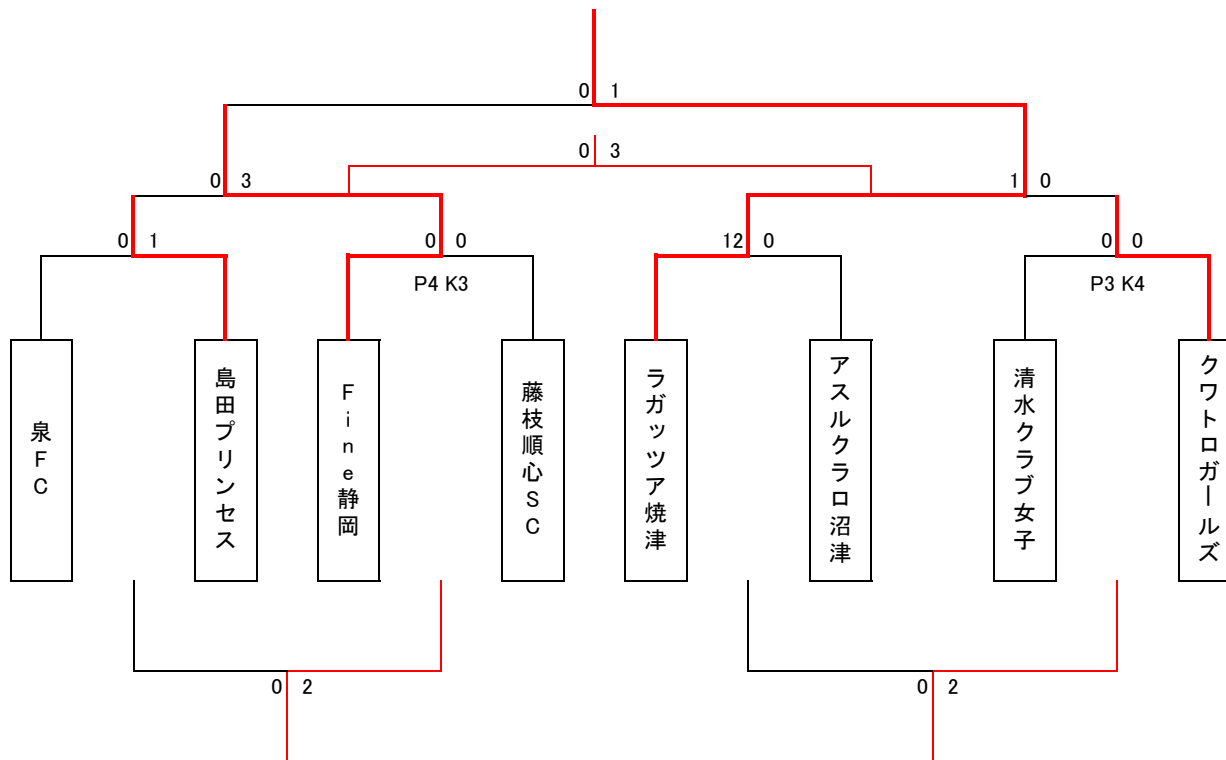 0 1
0 3
0 3
1 0
0 1
0 0
12 0
0 0
P4 K3
P3 K4
泉FC
島田プリンセス
Fine静岡
藤枝順心SC
ラガッツア焼津
アスルクラロ沼津
清水クラブ女子
クワトロガールズ
0 2
0 2